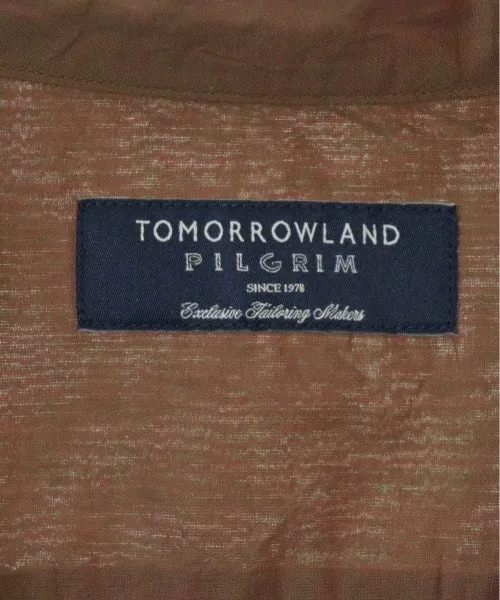 TOMORROWLAND
PILGRIM
SINCE 1978
Exclusive Tailoring Makers